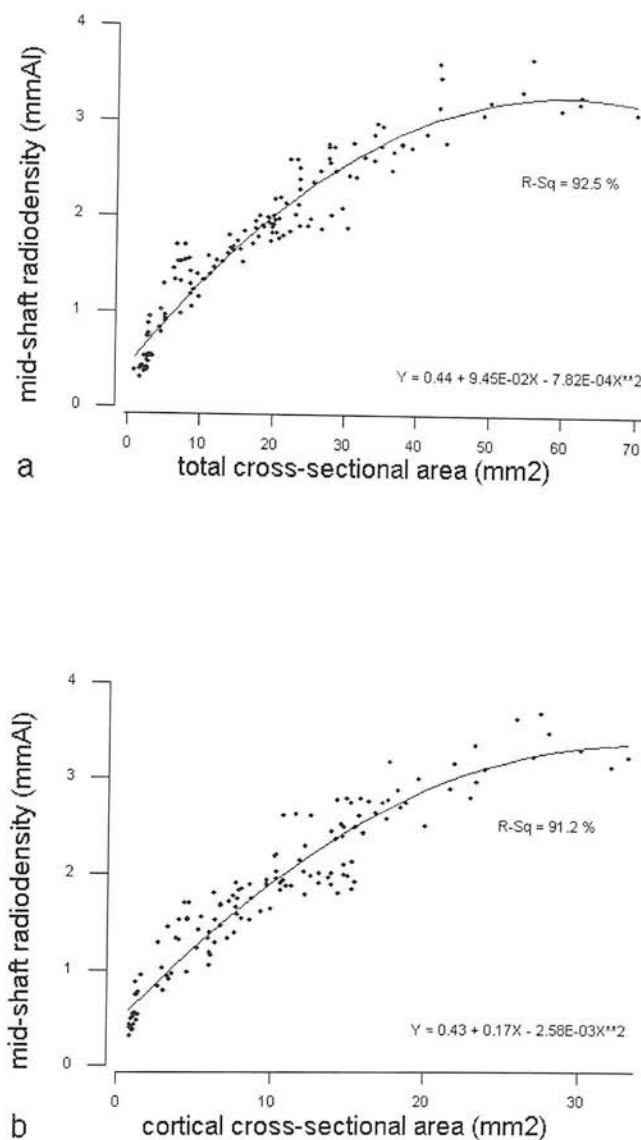 4
3
2
1
0
mid-shaft radiodensity (mmAl)
R-Sq = 92.5 %
Y = 0.44 + 9.45E-02X - 7.82E-04X**2
0 10 20 30 40 50 60 70
total cross-sectional area (mm2)
a
4
3
2
1
0
mid-shaft radiodensity (mmAl)
R-Sq = 91.2 %
Y = 0.43 + 0.17X - 2.58E-03X**2
0 10 20 30
cortical cross-sectional area (mm2)
b